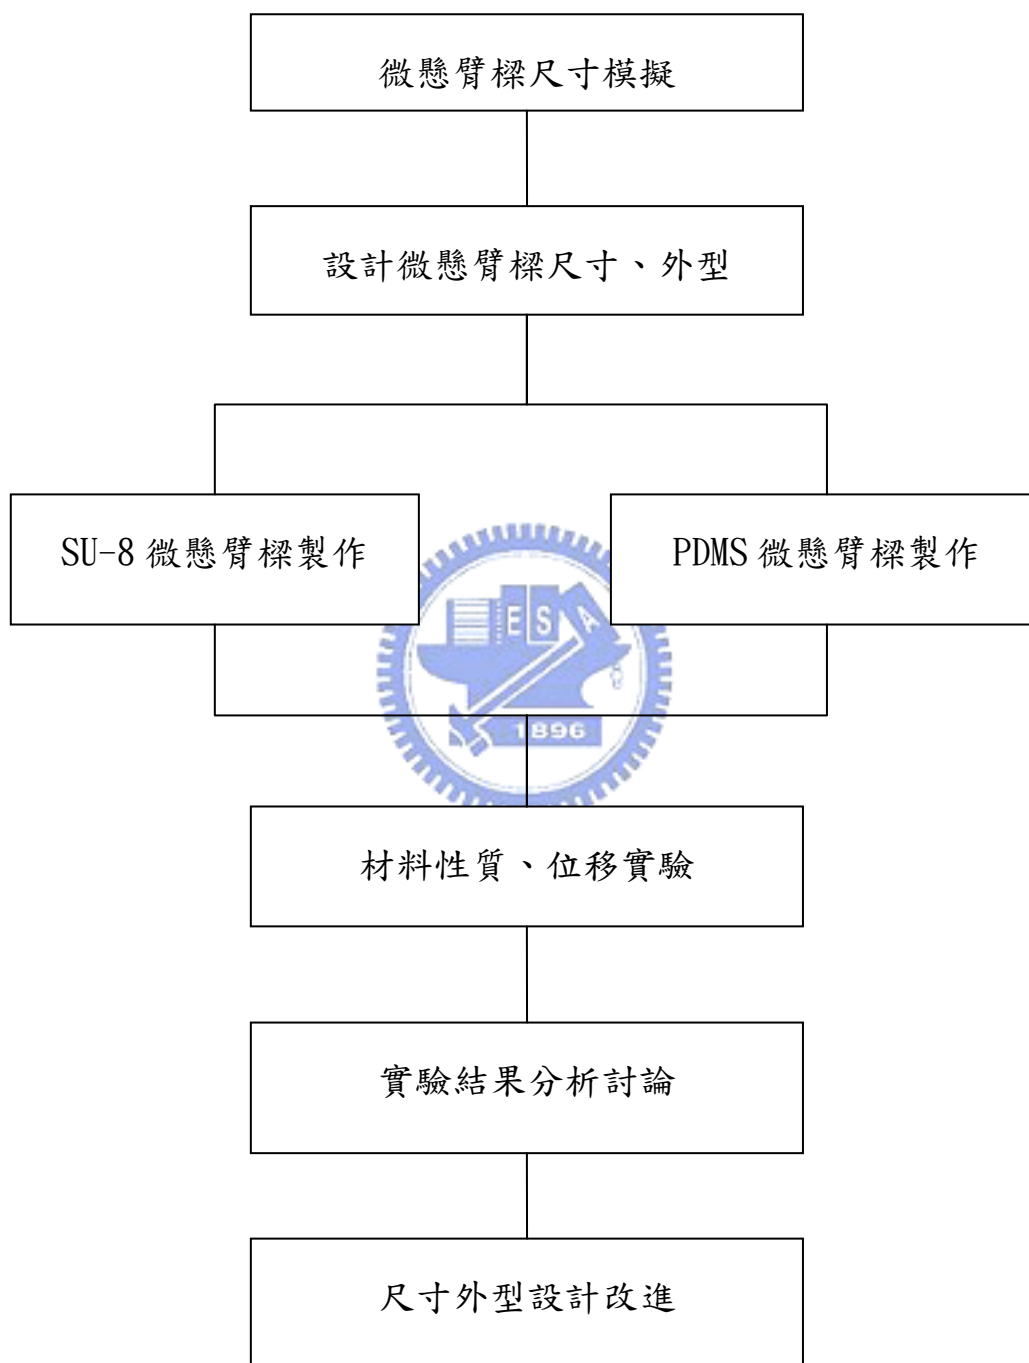 微懸臂樑尺寸模擬
設計微懸臂樑尺寸、外型
SU-8 微懸臂樑製作
PDMS 微懸臂樑製作
E S A
1896
材料性質、位移實驗
實驗結果分析討論
尺寸外型設計改進